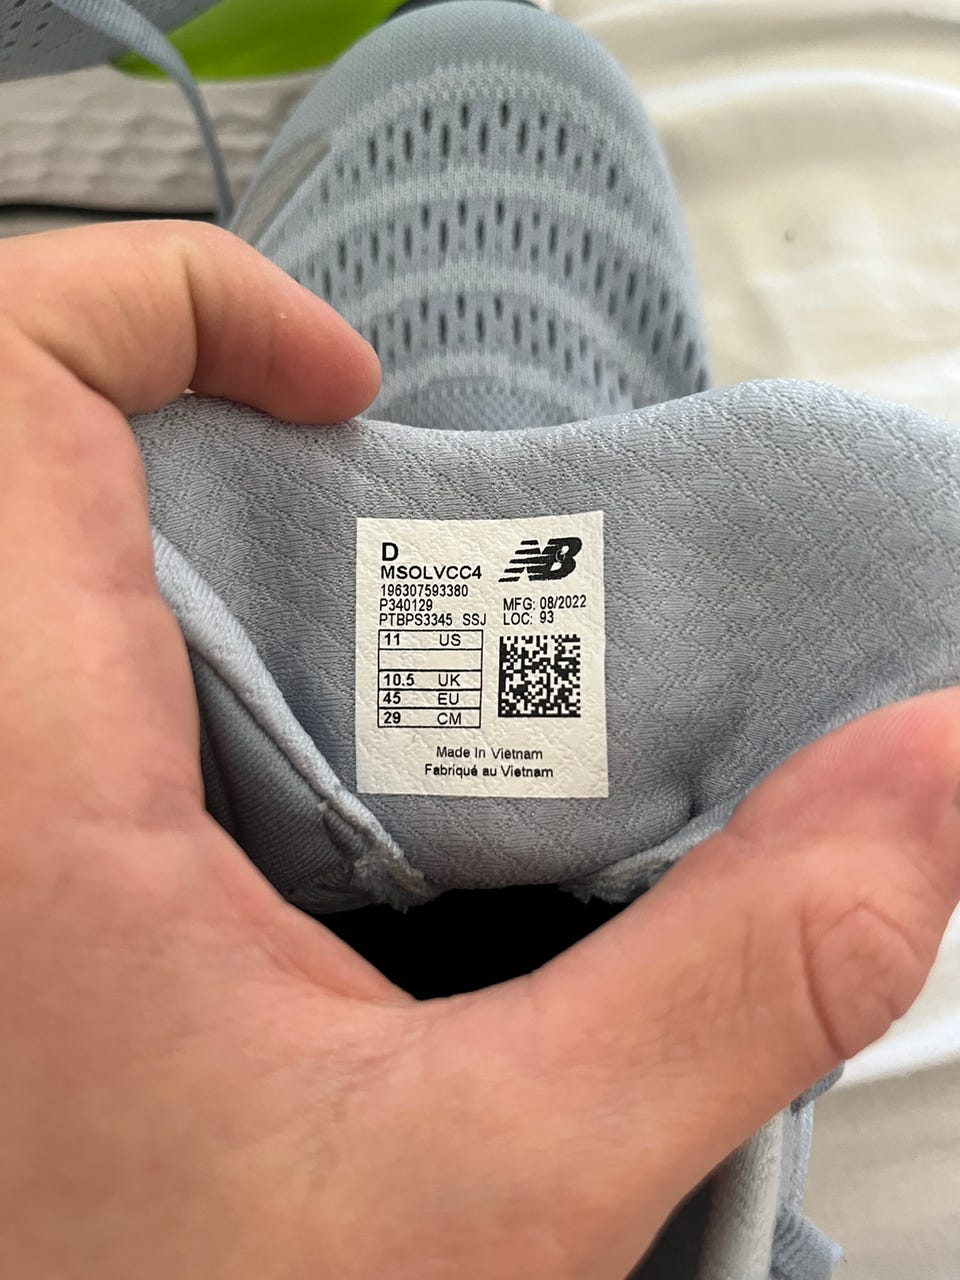 D
MSOLVCC4
NB
196307593380
P340129
PTBPS3345 SSJ
MFG: 08/2022
LOC: 93
11 US
10.5 UK
45 EU
29 CM
Made In Vietnam
Fabriqué au Vietnam